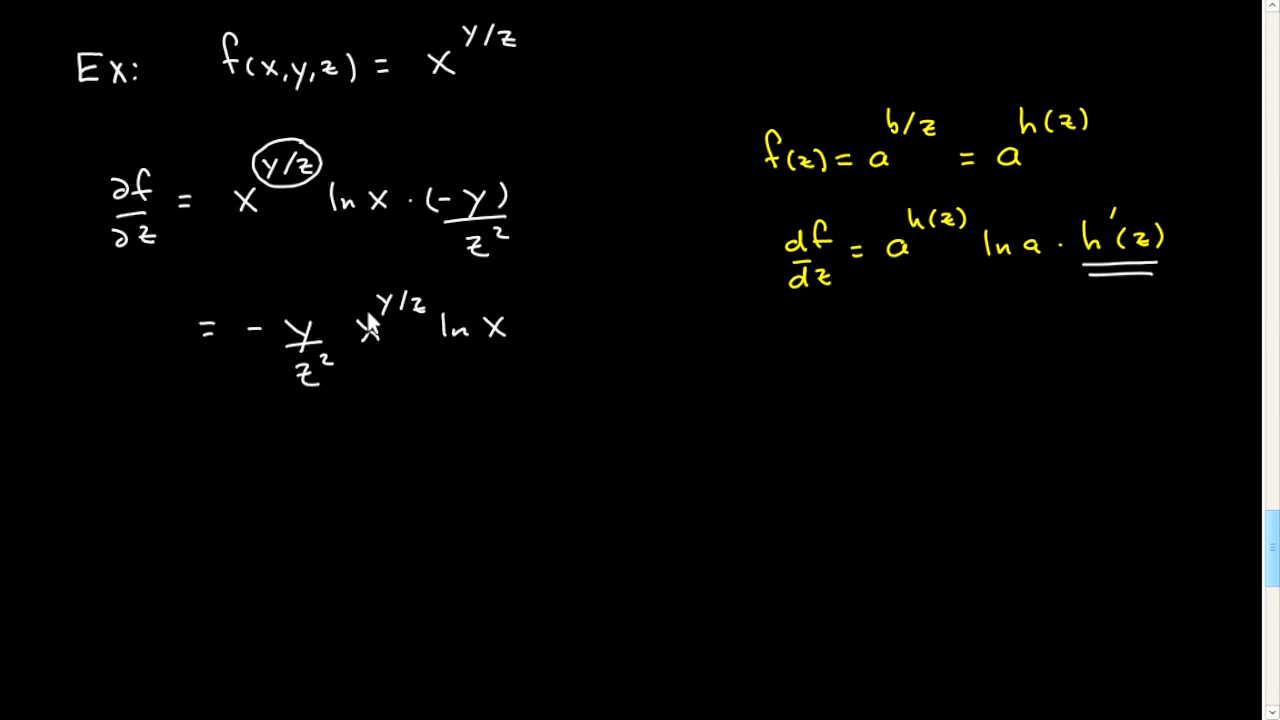 Ex: f(x,y,z) = x^{y/z}
∂f/∂z = x^{y/z} ln x · (-y)/z²
= - y/z² x^{y/z} ln x
f(z) = a^{b/z} = a^{h(z)}
df/dz = a^{h(z)} ln a · h'(z)